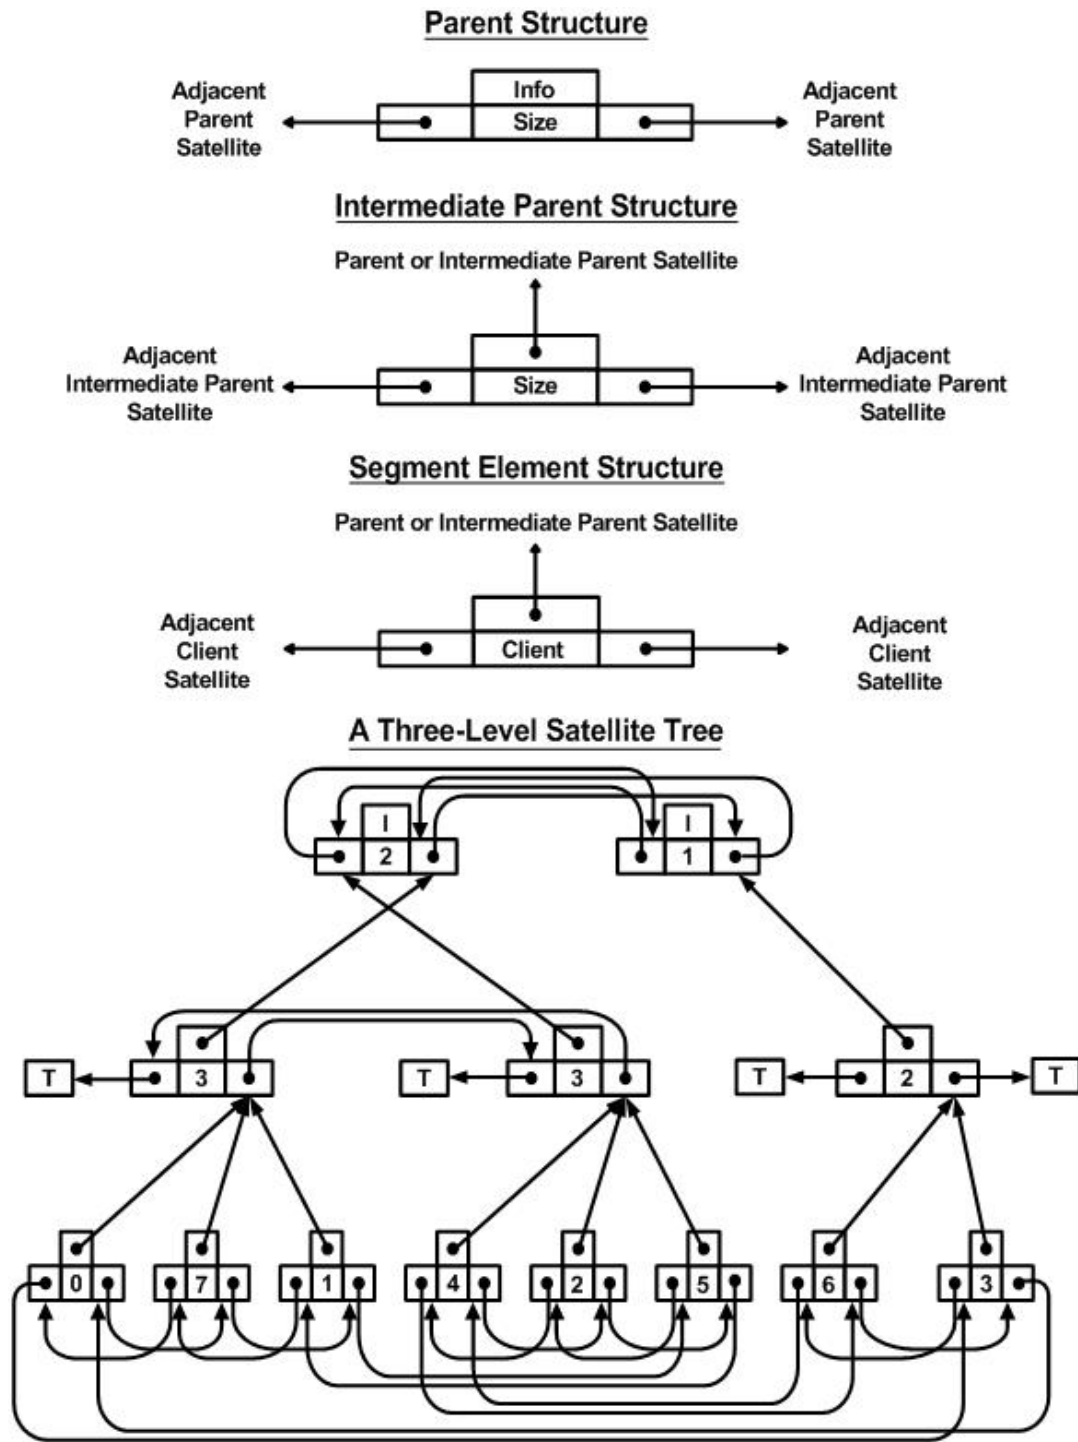 Parent Structure
Adjacent
Parent
Satellite
Info
Size
Adjacent
Parent
Satellite
Intermediate Parent Structure
Parent or Intermediate Parent Satellite
Adjacent
Intermediate Parent
Satellite
Size
Adjacent
Intermediate Parent
Satellite
Segment Element Structure
Parent or Intermediate Parent Satellite
Adjacent
Client
Satellite
Client
Adjacent
Client
Satellite
A Three-Level Satellite Tree
I
2
I
1
T
3
T
3
T
2
T
0
7
1
4
2
5
6
3